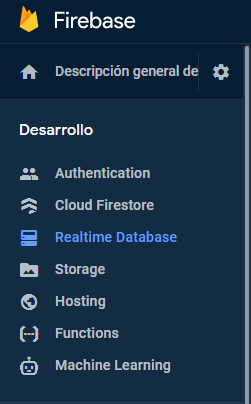 Firebase
Descripción general de
Desarrollo
Authentication
Cloud Firestore
Realtime Database
Storage
Hosting
Functions
Machine Learning